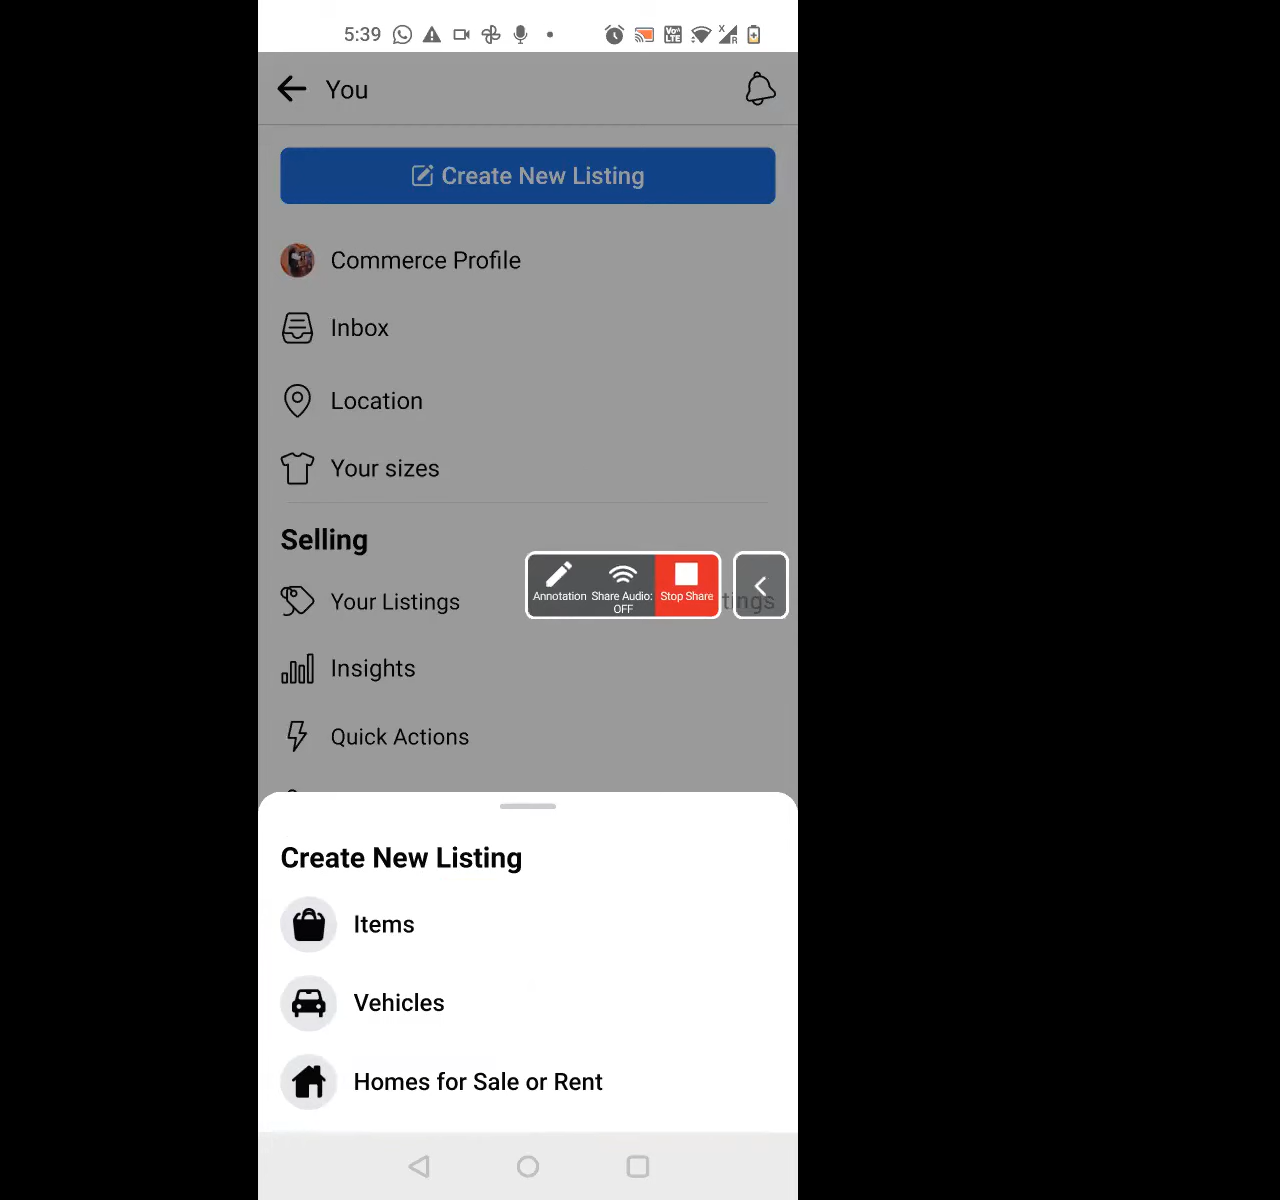 5:39
You
Create New Listing
Commerce Profile
Inbox
Location
Your sizes
Selling
Your Listings
Annotation
Share Audio:
OFF
Stop Share
tings
Insights
Quick Actions
Create New Listing
Items
Vehicles
Homes for Sale or Rent